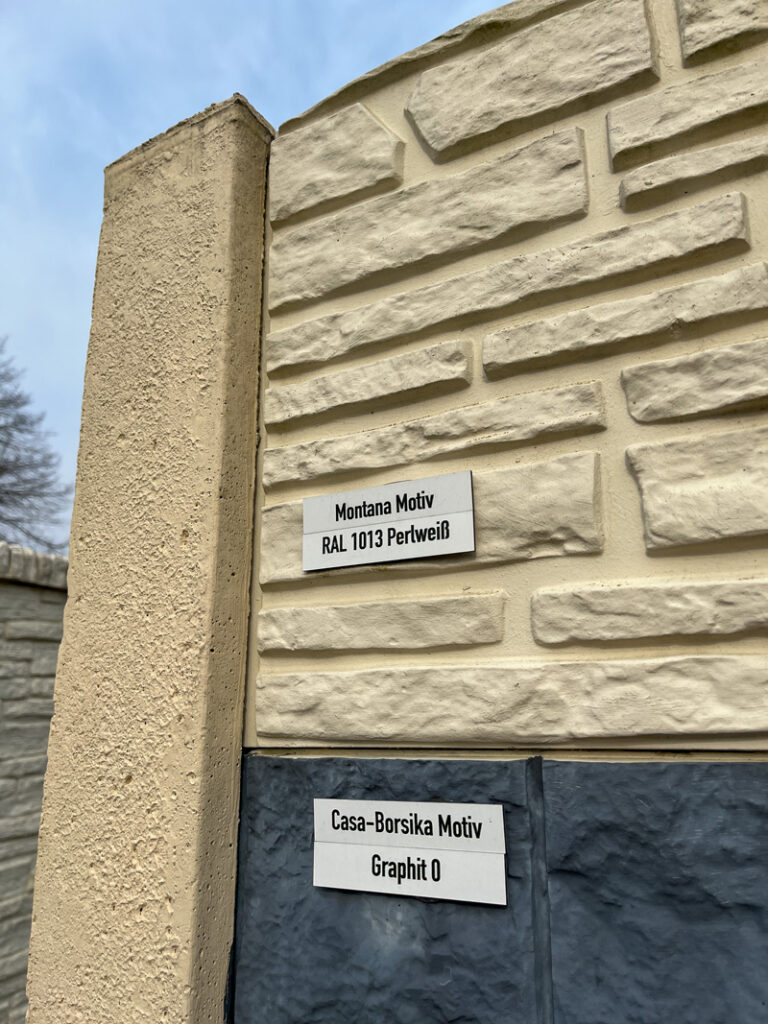 Montana Motiv
RAL 1013 Perlweiß
Casa-Borsika Motiv
Graphit 0